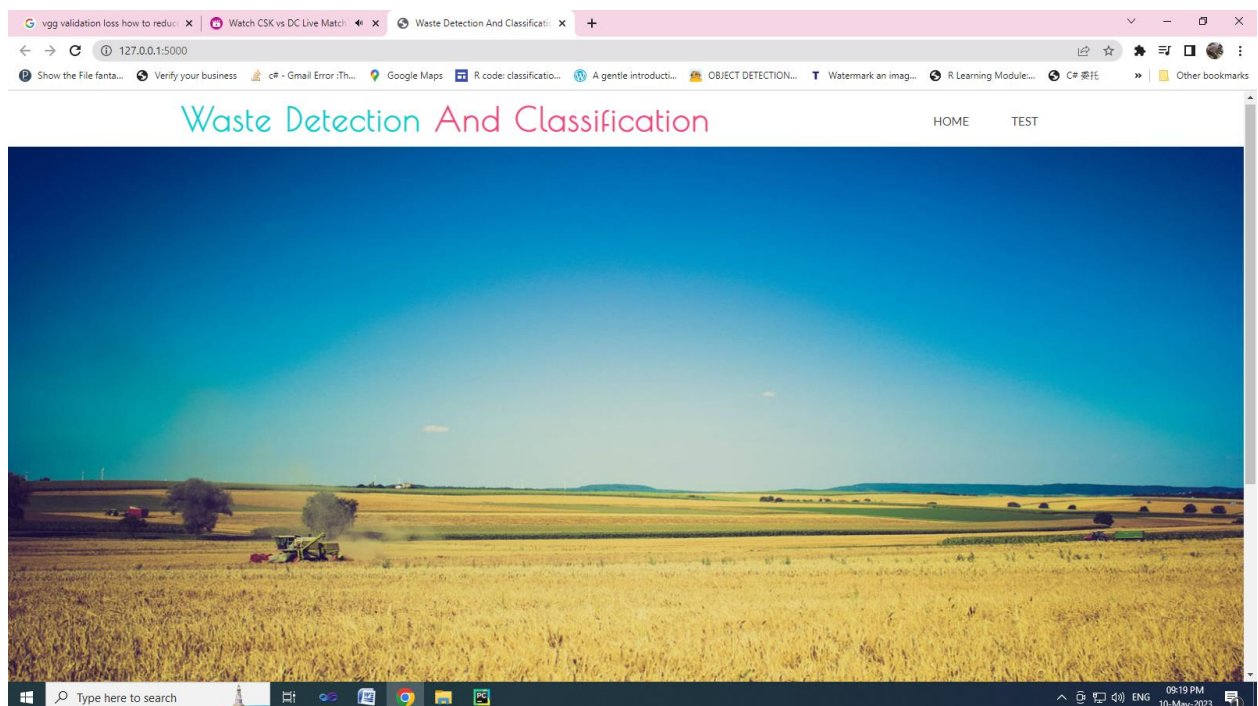 vgg validation loss how to reduc
Watch CSK vs DC Live Match
Waste Detection And Classificatio
127.0.0.1:5000
Show the File fanta... Verify your business c# - Gmail Error :Th... Google Maps R code: classificatio... A gentle introducti... OBJECT DETECTION... Watermark an imag... R Learning Module:... C# 委托 » Other bookmarks
Waste Detection And Classification HOME TEST
Type here to search
ENG
09:19 PM
10-May-2023